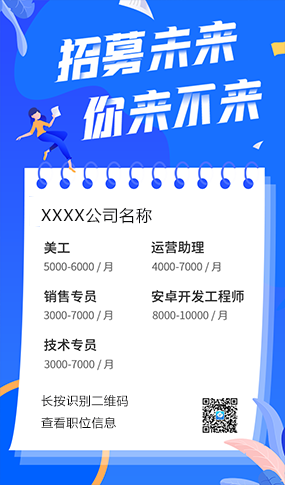 招募未来
你来不来
XXXX公司名称
美工
5000-6000 / 月
运营助理
4000-7000 / 月
销售专员
3000-7000 / 月
安卓开发工程师
8000-10000 / 月
技术专员
3000-7000 / 月
长按识别二维码
查看职位信息